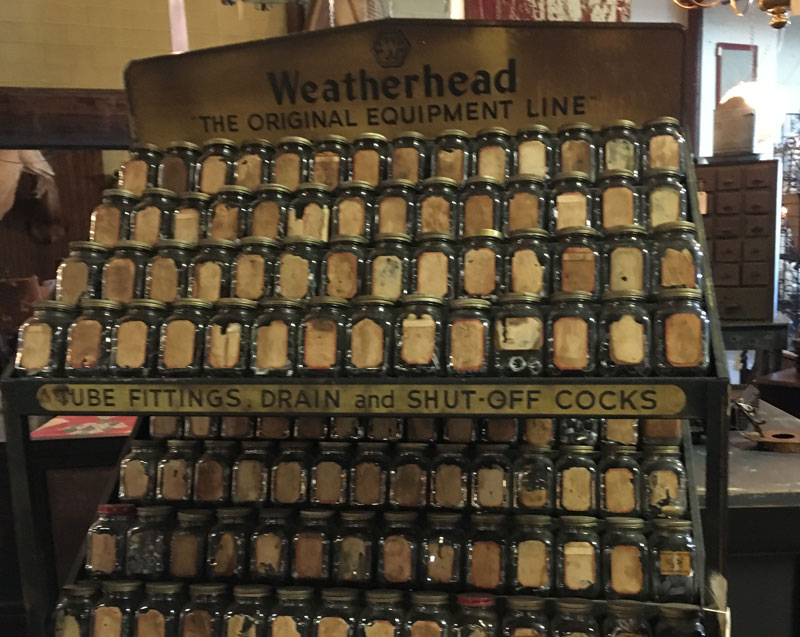 W
Weatherhead
"THE ORIGINAL EQUIPMENT LINE"
TUBE FITTINGS. DRAIN and SHUT-OFF COCKS